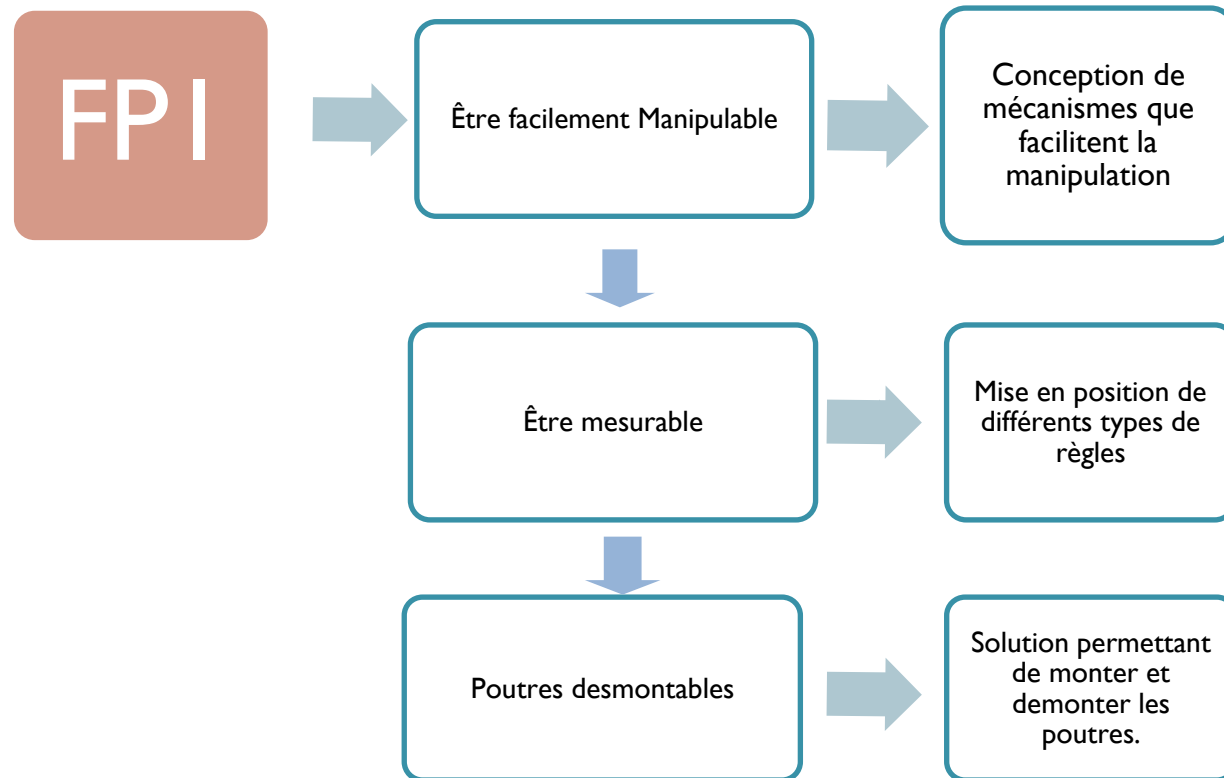 FP1
Être facilement Manipulable
Conception de
mécanismes que
facilitent la
manipulation
Être mesurable
Mise en position de
différents types de
règles
Poutres desmontables
Solution permettant
de monter et
demonter les
poutres.